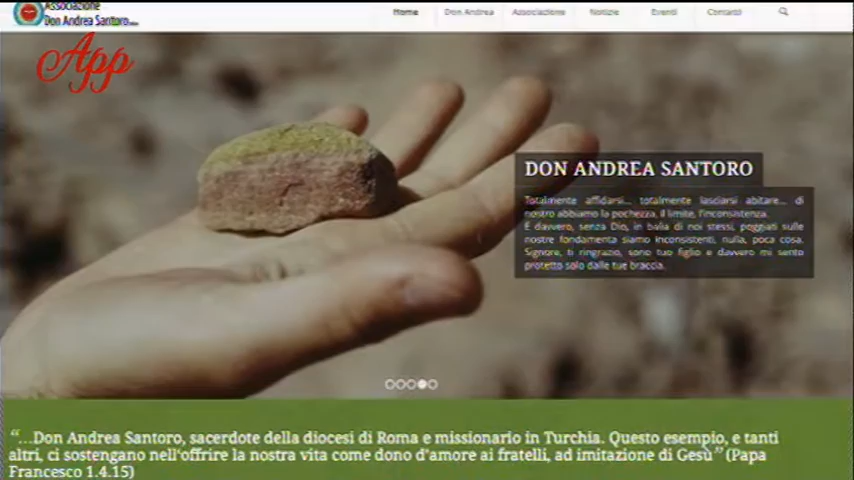 Associazione
Don Andrea Santoro
Home Don Andrea Associazione Notizie Eventi Contatti
App
DON ANDREA SANTORO
Totalmente affidarsi... totalmente lasciarsi abitare... di
nostro abbiamo la pochezza, il limite, l'inconsistenza.
E davvero, senza Dio, in balia di noi stessi, poggiati sulle
nostre fondamenta siamo inconsistenti, nulla, poca cosa.
Signore, ti ringrazio, sono tuo figlio e davvero mi sento
protetto solo dalle tue braccia.
“...Don Andrea Santoro, sacerdote della diocesi di Roma e missionario in Turchia. Questo esempio, e tanti
altri, ci sostengano nell'offrire la nostra vita come dono d'amore ai fratelli, ad imitazione di Gesù” (Papa
Francesco 1.4.15)